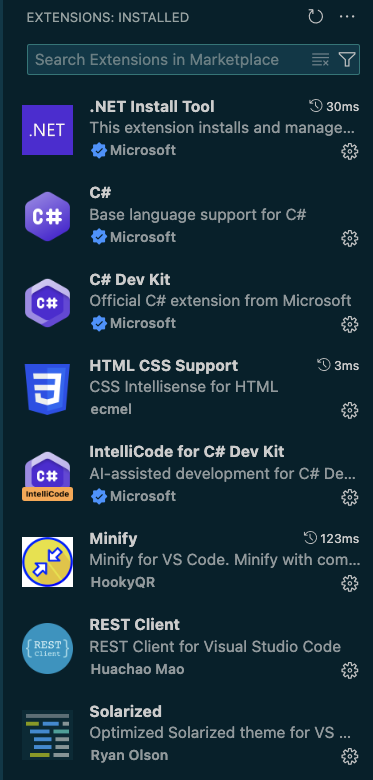 EXTENSIONS: INSTALLED
Search Extensions in Marketplace
.NET
.NET Install Tool 30ms
This extension installs and manage...
Microsoft
C#
C#
Base language support for C#
Microsoft
C#
C# Dev Kit
Official C# extension from Microsoft
Microsoft
HTML CSS Support 3ms
CSS Intellisense for HTML
ecmel
C#
IntelliCode
IntelliCode for C# Dev Kit
AI-assisted development for C# De...
Microsoft
Minify 123ms
Minify for VS Code. Minify with com...
HookyQR
{REST}
Client
REST Client
REST Client for Visual Studio Code
Huachao Mao
Solarized
Optimized Solarized theme for VS ...
Ryan Olson